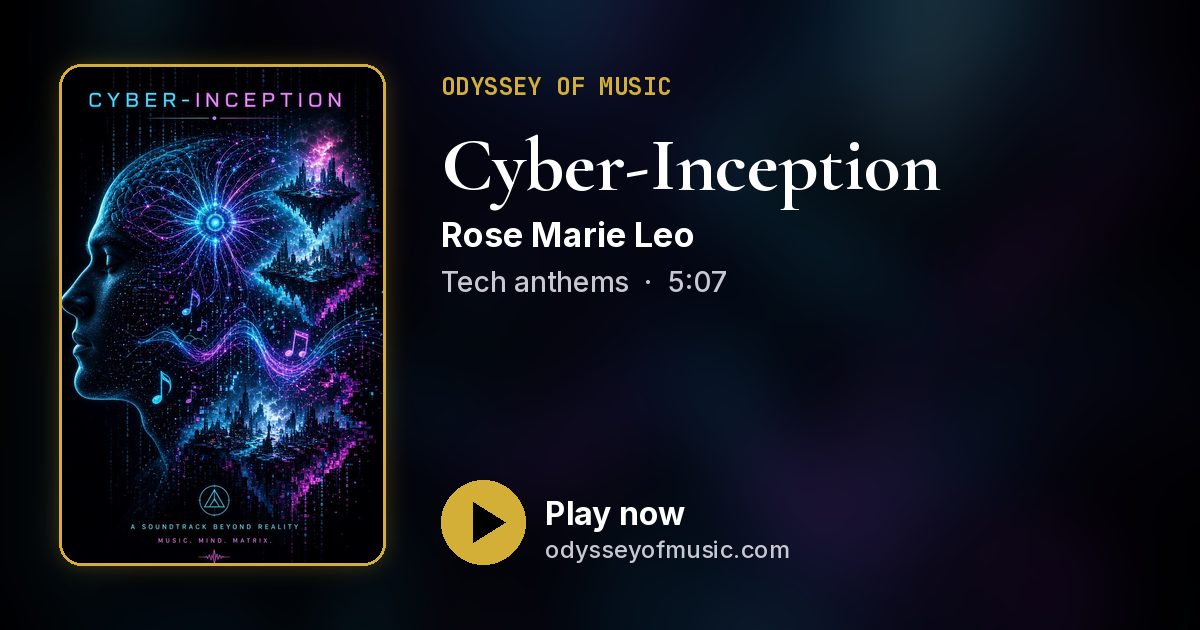 CYBER-INCEPTION
A SOUNDTRACK BEYOND REALITY
MUSIC. MIND. MATRIX.
ODYSSEY OF MUSIC
Cyber-Inception
Rose Marie Leo
Tech anthems · 5:07
Play now
odysseyofmusic.com